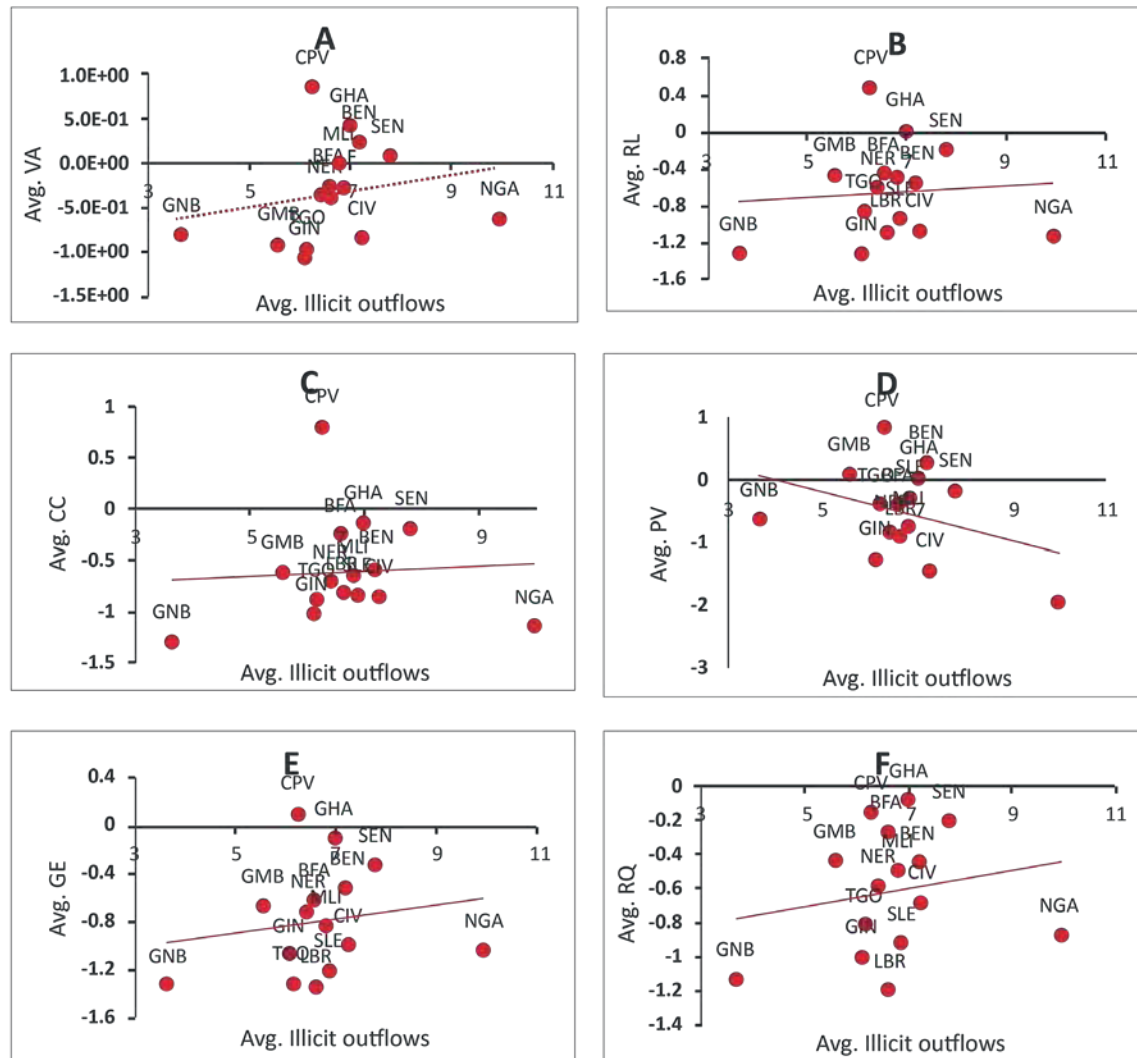 A
CPV
1.0E+00
GHA
BEN
5.0E-01
MLI
SEN
BFA
0.0E+00
NER
3 5 7 9 11
NGA
GNB
-5.0E-01
GMB TGO CIV
GIN
-1.0E+00
-1.5E+00
Avg. VA
Avg. Illicit outflows
B
CPV
0.8
GHA
0.4
SEN
0
GMB BFA
3 5 7 9 11
NER BEN
-0.4
TGO SLE
LBR CIV
-0.8
GNB GIN NGA
-1.2
-1.6
Avg. RL
Avg. Illicit outflows
C
CPV
1
0.5
GHA SEN
0
BFA
3 5 7 9
BEN
GMB NER MLI
-0.5
TGO LBR SLE CIV
GIN
GNB NGA
-1
-1.5
Avg. CC
Avg. Illicit outflows
D
CPV
1
BEN
GMB GHA
SLE SEN
0
TGO BFA
3 5 7 9 11
GNB
NER MLI
LBR
-1
GIN CIV
-2
-3
Avg. PV
Avg. Illicit outflows
E
CPV
0.4
GHA
0
SEN
3 5 7 9 11
BEN
-0.4
GMB BFA
NER
MLI
-0.8
GIN CIV
NGA
SLE
GNB TGO LBR
-1.2
-1.6
Avg. GE
Avg. Illicit outflows
F
GHA
CPV
0
SEN
BFA
3 5 7 9 11
-0.2
GMB BEN
MLI
-0.4
NER
CIV
-0.6
TGO
SLE NGA
-0.8
GIN
GNB LBR
-1
-1.2
-1.4
Avg. RQ
Avg. Illicit outflows